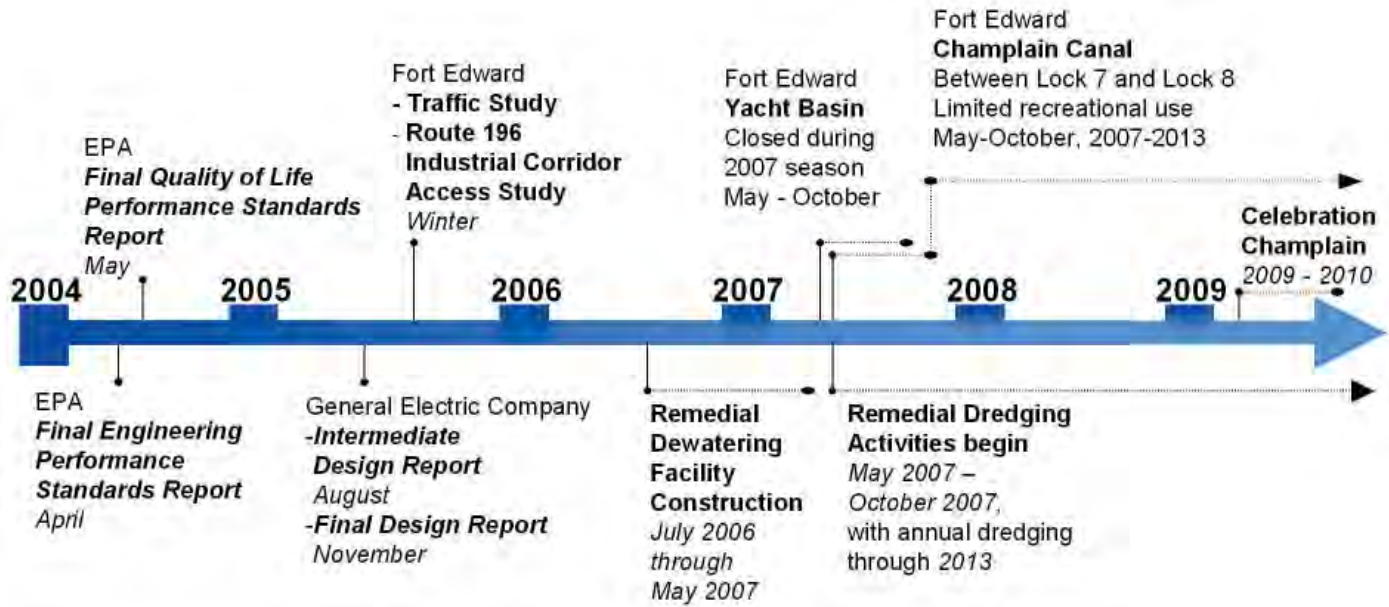 Fort Edward
Champlain Canal
Between Lock 7 and Lock 8
Limited recreational use
May-October, 2007-2013
Fort Edward
- Traffic Study
- Route 196
Industrial Corridor
Access Study
Winter
Fort Edward
Yacht Basin
Closed during
2007 season
May - October
EPA
Final Quality of Life
Performance Standards
Report
May
Celebration
Champlain
2009 - 2010
2004
2005
2006
2007
2008
2009
EPA
Final Engineering
Performance
Standards Report
April
General Electric Company
-Intermediate
Design Report
August
-Final Design Report
November
Remedial
Dewatering
Facility
Construction
July 2006
through
May 2007
Remedial Dredging
Activities begin
May 2007 –
October 2007,
with annual dredging
through 2013